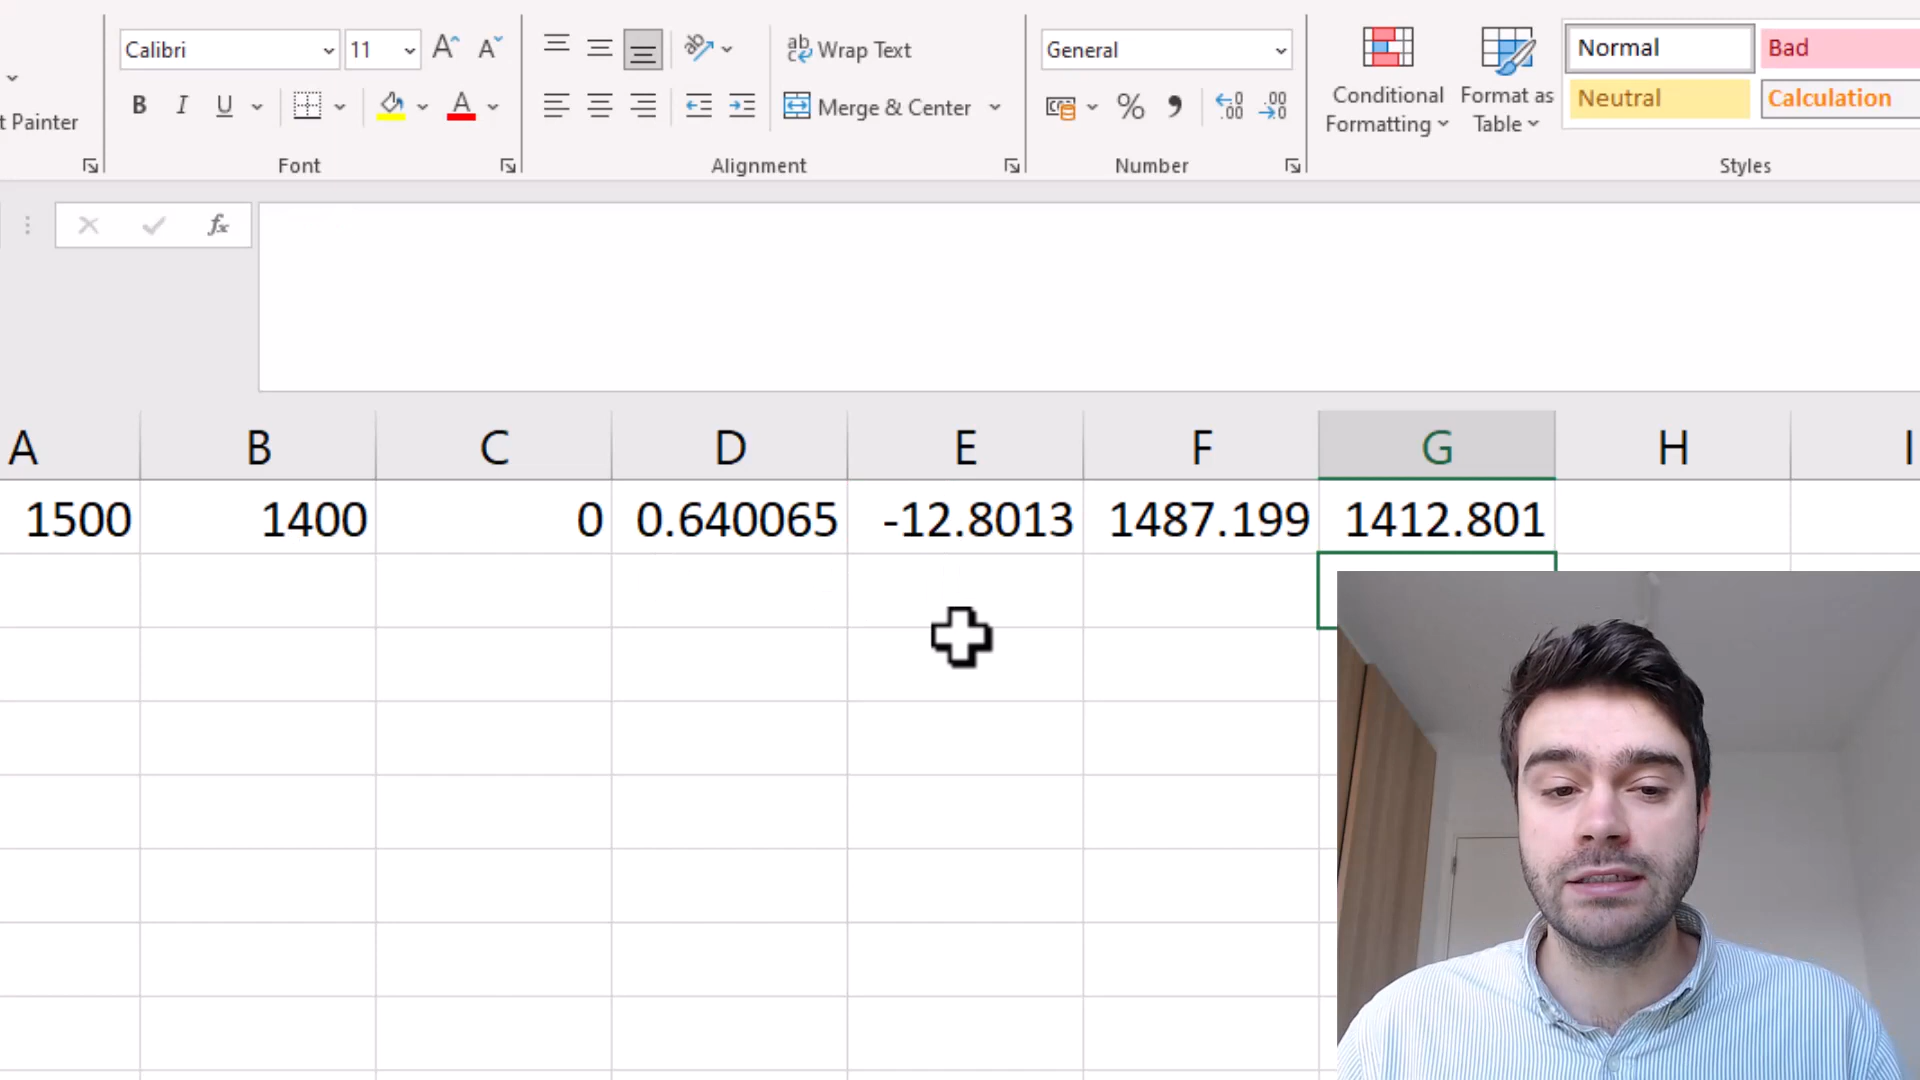 Calibri 11 Wrap Text General Conditional Formatting Format as Table Normal Bad
t Painter B I U A Merge & Center % Neutral Calculation
Font Alignment Number Styles
fx
A B C D E F G H I
1500 1400 0 0.640065 -12.8013 1487.199 1412.801